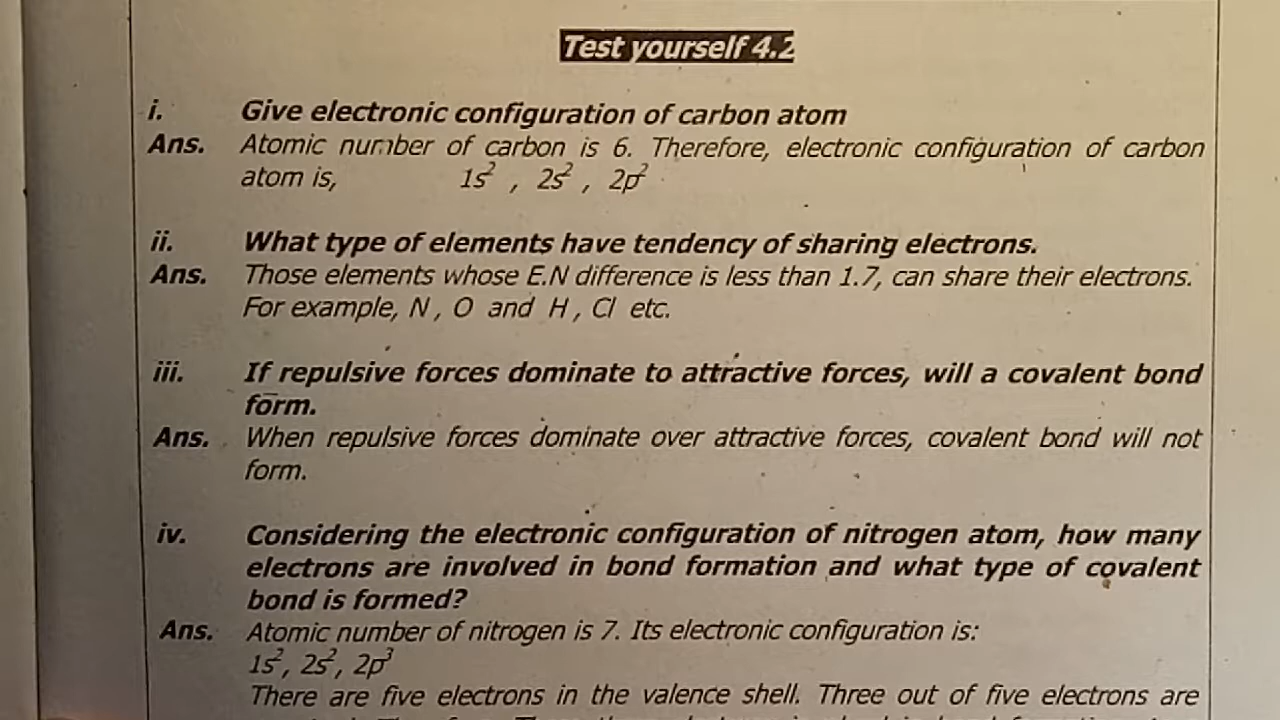 Test yourself 4.2
i. Give electronic configuration of carbon atom
Ans. Atomic number of carbon is 6. Therefore, electronic configuration of carbon
atom is, 1s², 2s², 2p²
ii. What type of elements have tendency of sharing electrons.
Ans. Those elements whose E.N difference is less than 1.7, can share their electrons.
For example, N, O and H, Cl etc.
iii. If repulsive forces dominate to attractive forces, will a covalent bond
form.
Ans. When repulsive forces dominate over attractive forces, covalent bond will not
form.
iv. Considering the electronic configuration of nitrogen atom, how many
electrons are involved in bond formation and what type of covalent
bond is formed?
Ans. Atomic number of nitrogen is 7. Its electronic configuration is:
1s², 2s², 2p³
There are five electrons in the valence shell. Three out of five electrons are